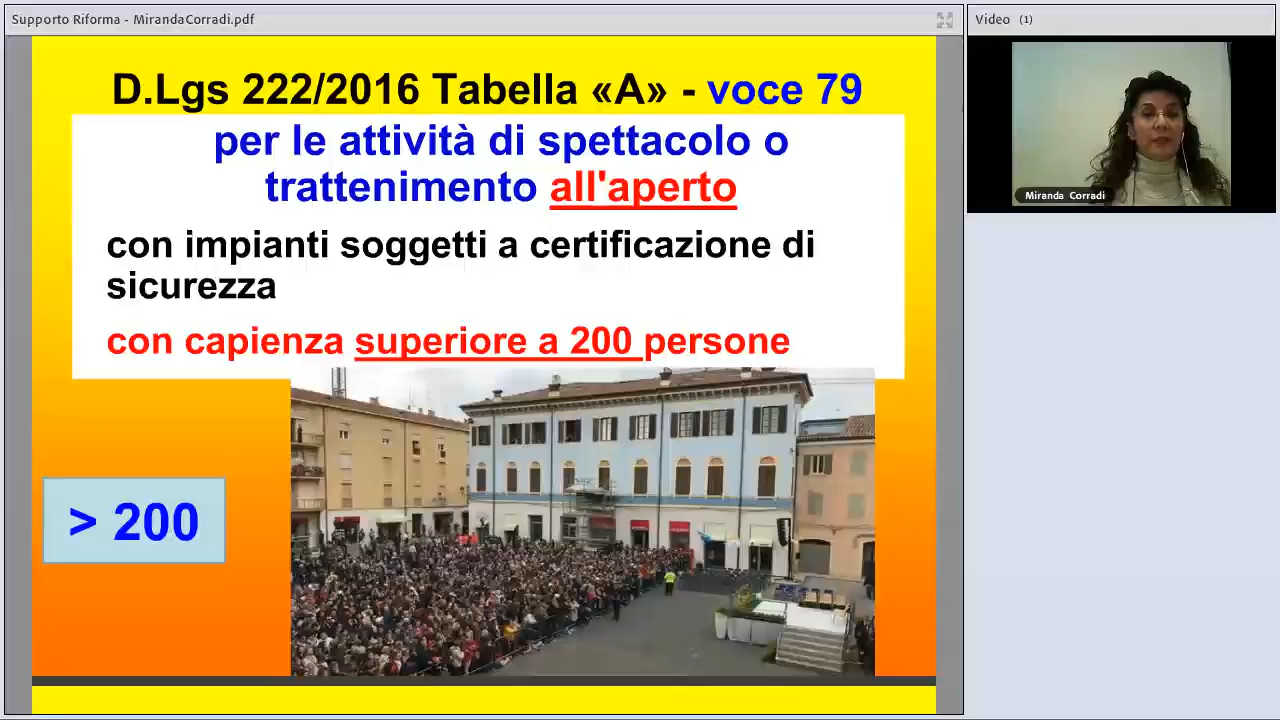 Supporto Riforma - MirandaCorradi.pdf
Video (1)
D.Lgs 222/2016 Tabella «A» - voce 79
per le attività di spettacolo o
trattenimento all'aperto
con impianti soggetti a certificazione di
sicurezza
con capienza superiore a 200 persone
> 200
Miranda Corradi